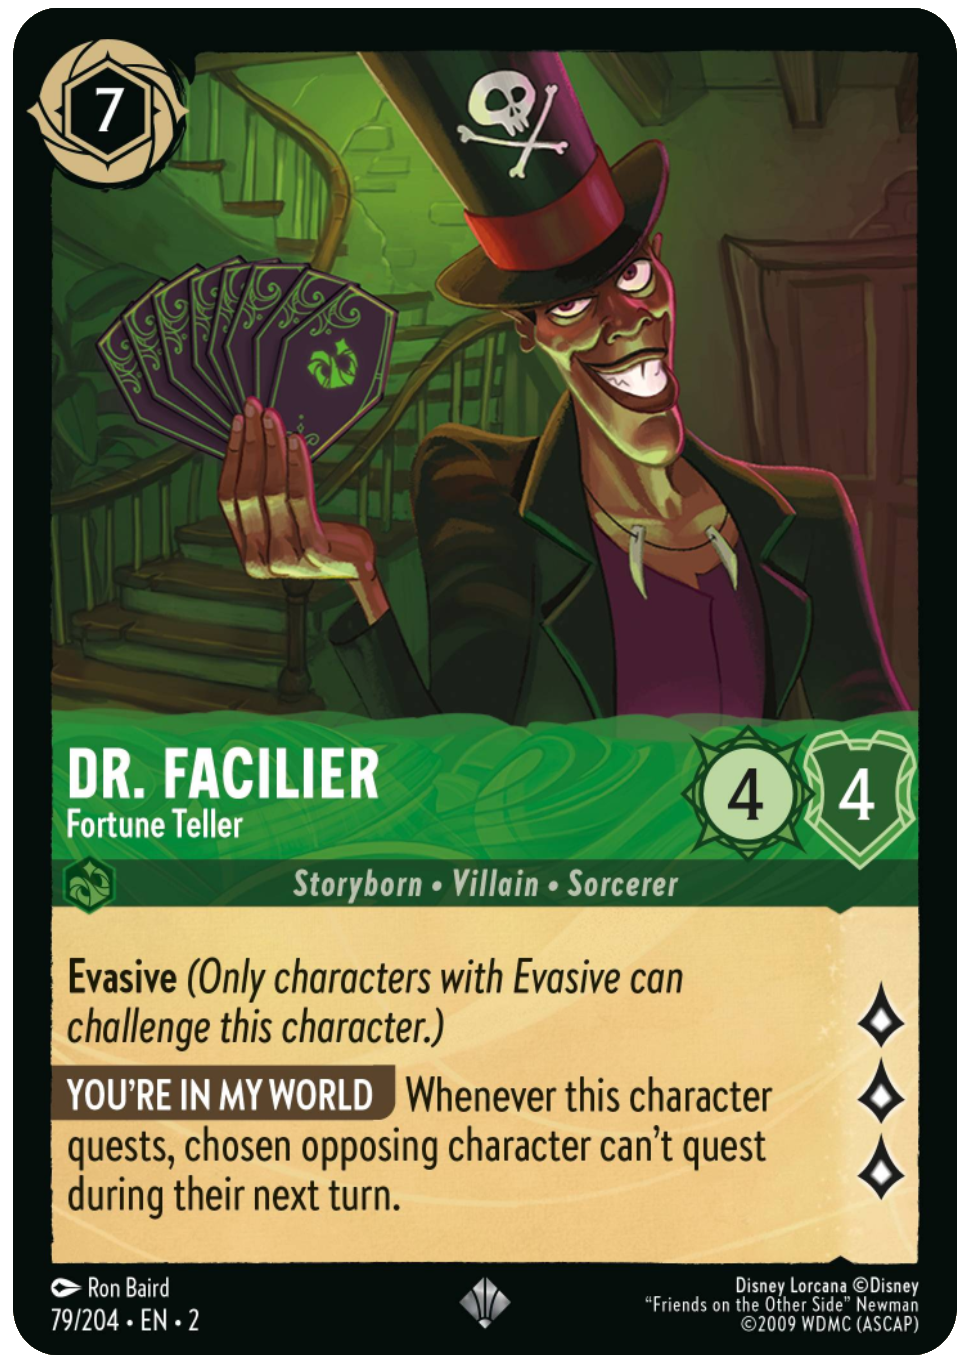 7
DR. FACILIER
Fortune Teller
4 4
Storyborn • Villain • Sorcerer
Evasive (Only characters with Evasive can
challenge this character.)
YOU'RE IN MY WORLD Whenever this character
quests, chosen opposing character can't quest
during their next turn.
Ron Baird
79/204 • EN • 2
Disney Lorcana ©Disney
“Friends on the Other Side” Newman
©2009 WDMC (ASCAP)